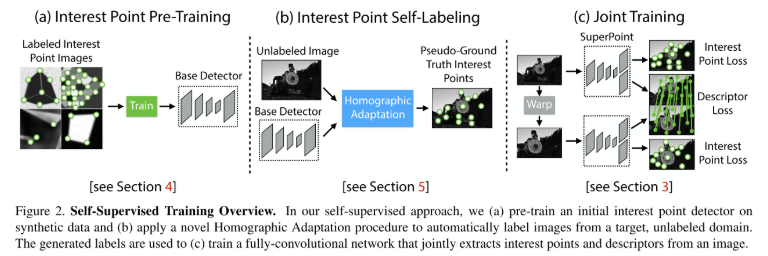 (a) Interest Point Pre-Training
Labeled Interest
Point Images
Train
Base Detector
[see Section 4]
(b) Interest Point Self-Labeling
Unlabeled Image
Base Detector
Homographic
Adaptation
Pseudo-Ground
Truth Interest
Points
[see Section 5]
(c) Joint Training
SuperPoint
Warp
Interest
Point Loss
Descriptor
Loss
Interest
Point Loss
[see Section 3]
Figure 2. Self-Supervised Training Overview. In our self-supervised approach, we (a) pre-train an initial interest point detector on
synthetic data and (b) apply a novel Homographic Adaptation procedure to automatically label images from a target, unlabeled domain.
The generated labels are used to (c) train a fully-convolutional network that jointly extracts interest points and descriptors from an image.